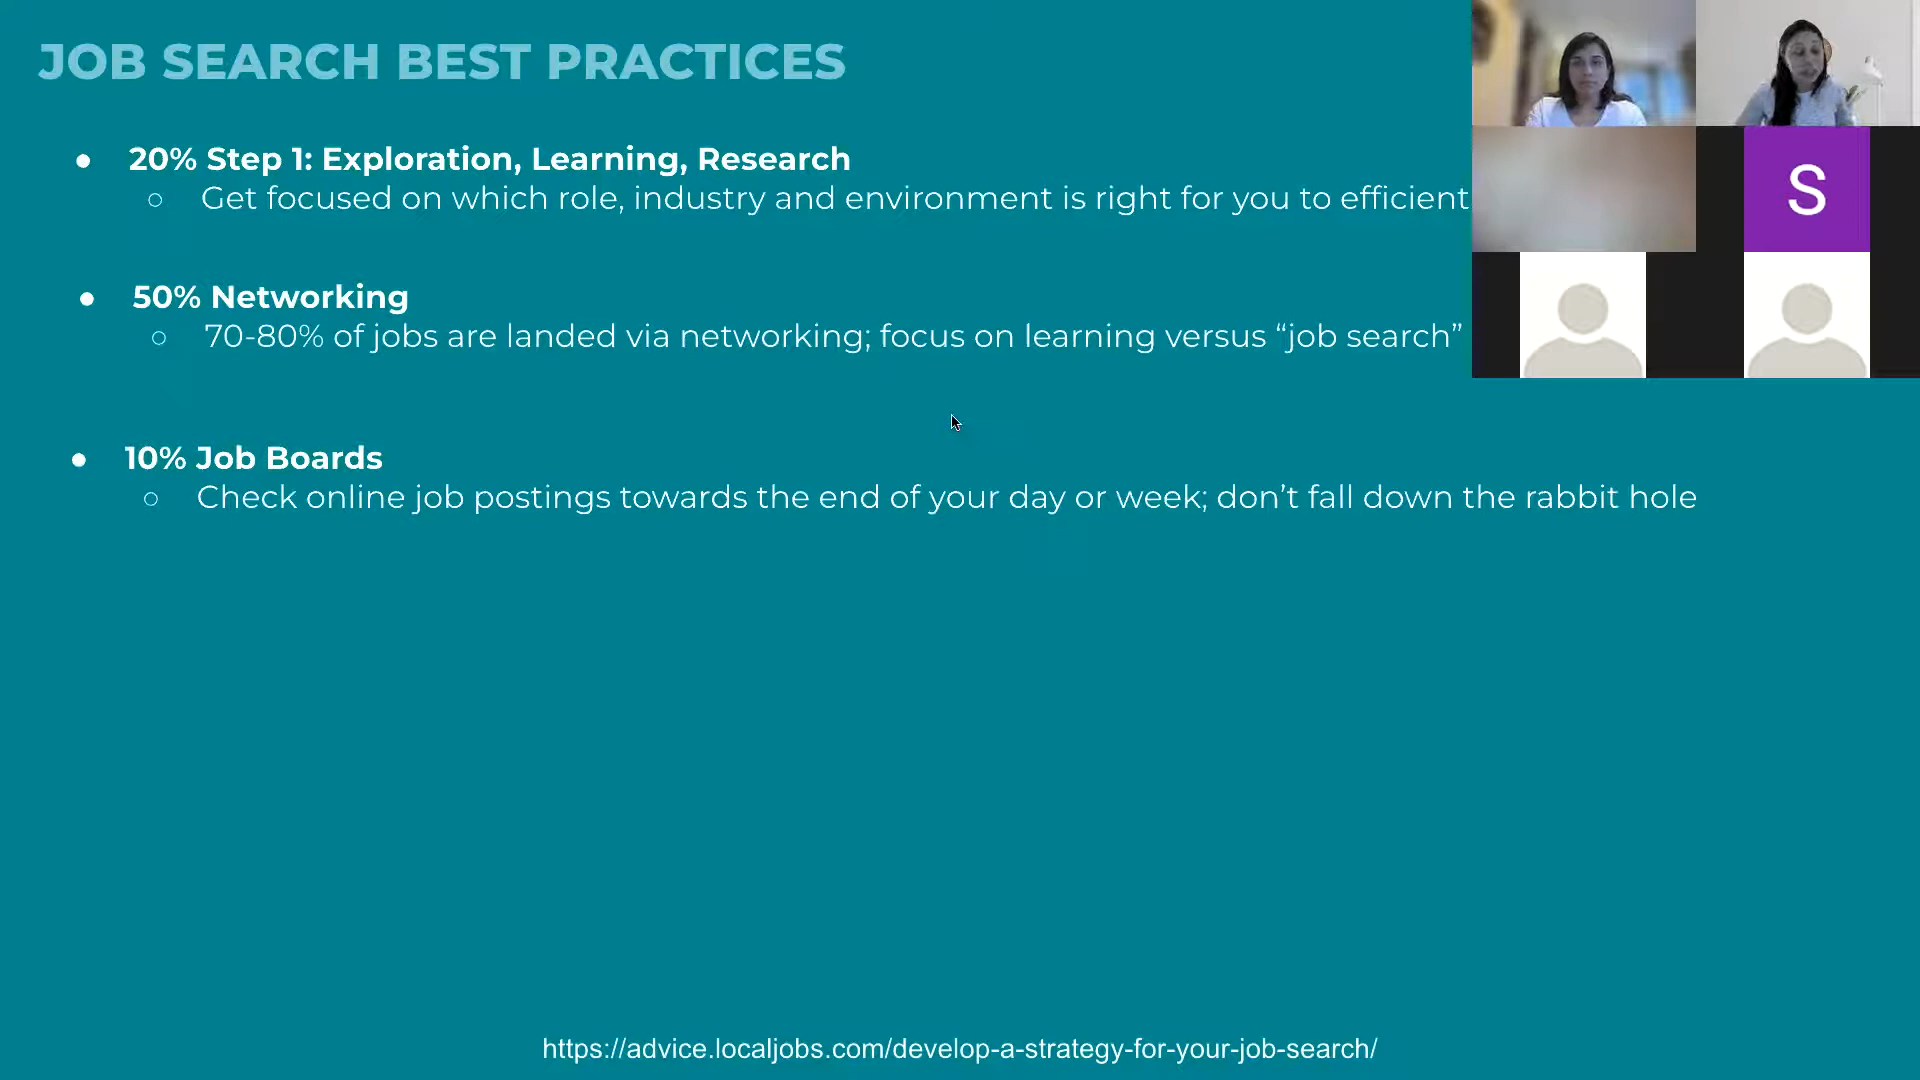 JOB SEARCH BEST PRACTICES
● 20% Step 1: Exploration, Learning, Research
○ Get focused on which role, industry and environment is right for you to efficient
● 50% Networking
○ 70-80% of jobs are landed via networking; focus on learning versus “job search”
● 10% Job Boards
○ Check online job postings towards the end of your day or week; don’t fall down the rabbit hole
S
https://advice.localjobs.com/develop-a-strategy-for-your-job-search/